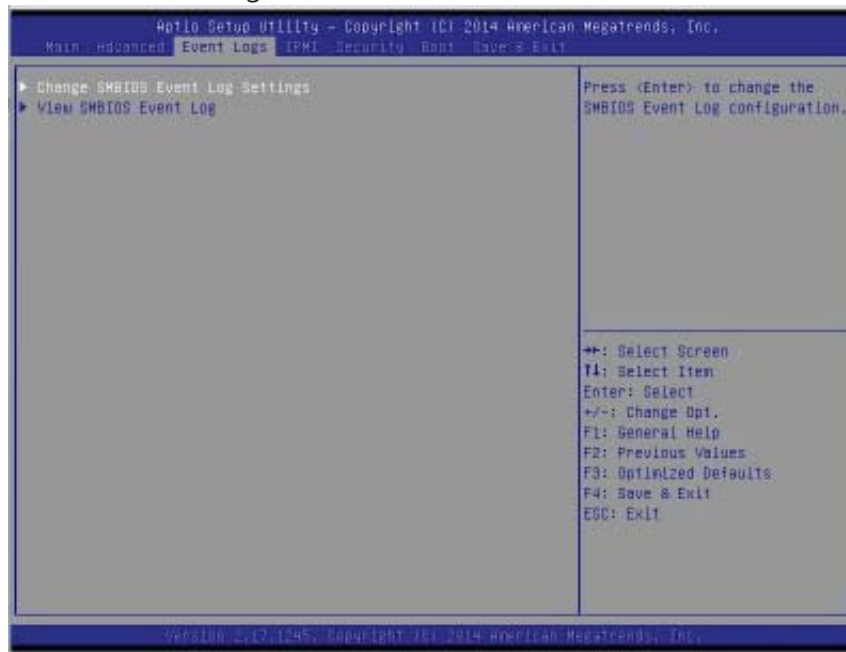 Aptio Setup Utility – Copyright (C) 2014 American Megatrends, Inc.
Main Advanced Event Logs IPMI Security Boot Save & Exit
▶ Change SMBIOS Event Log Settings
▶ View SMBIOS Event Log
Press <Enter> to change the
SMBIOS Event Log configuration.
→←: Select Screen
↑↓: Select Item
Enter: Select
+/-: Change Opt.
F1: General Help
F2: Previous Values
F3: Optimized Defaults
F4: Save & Exit
ESC: Exit
Version 2.17.1245. Copyright (C) 2014 American Megatrends, Inc.